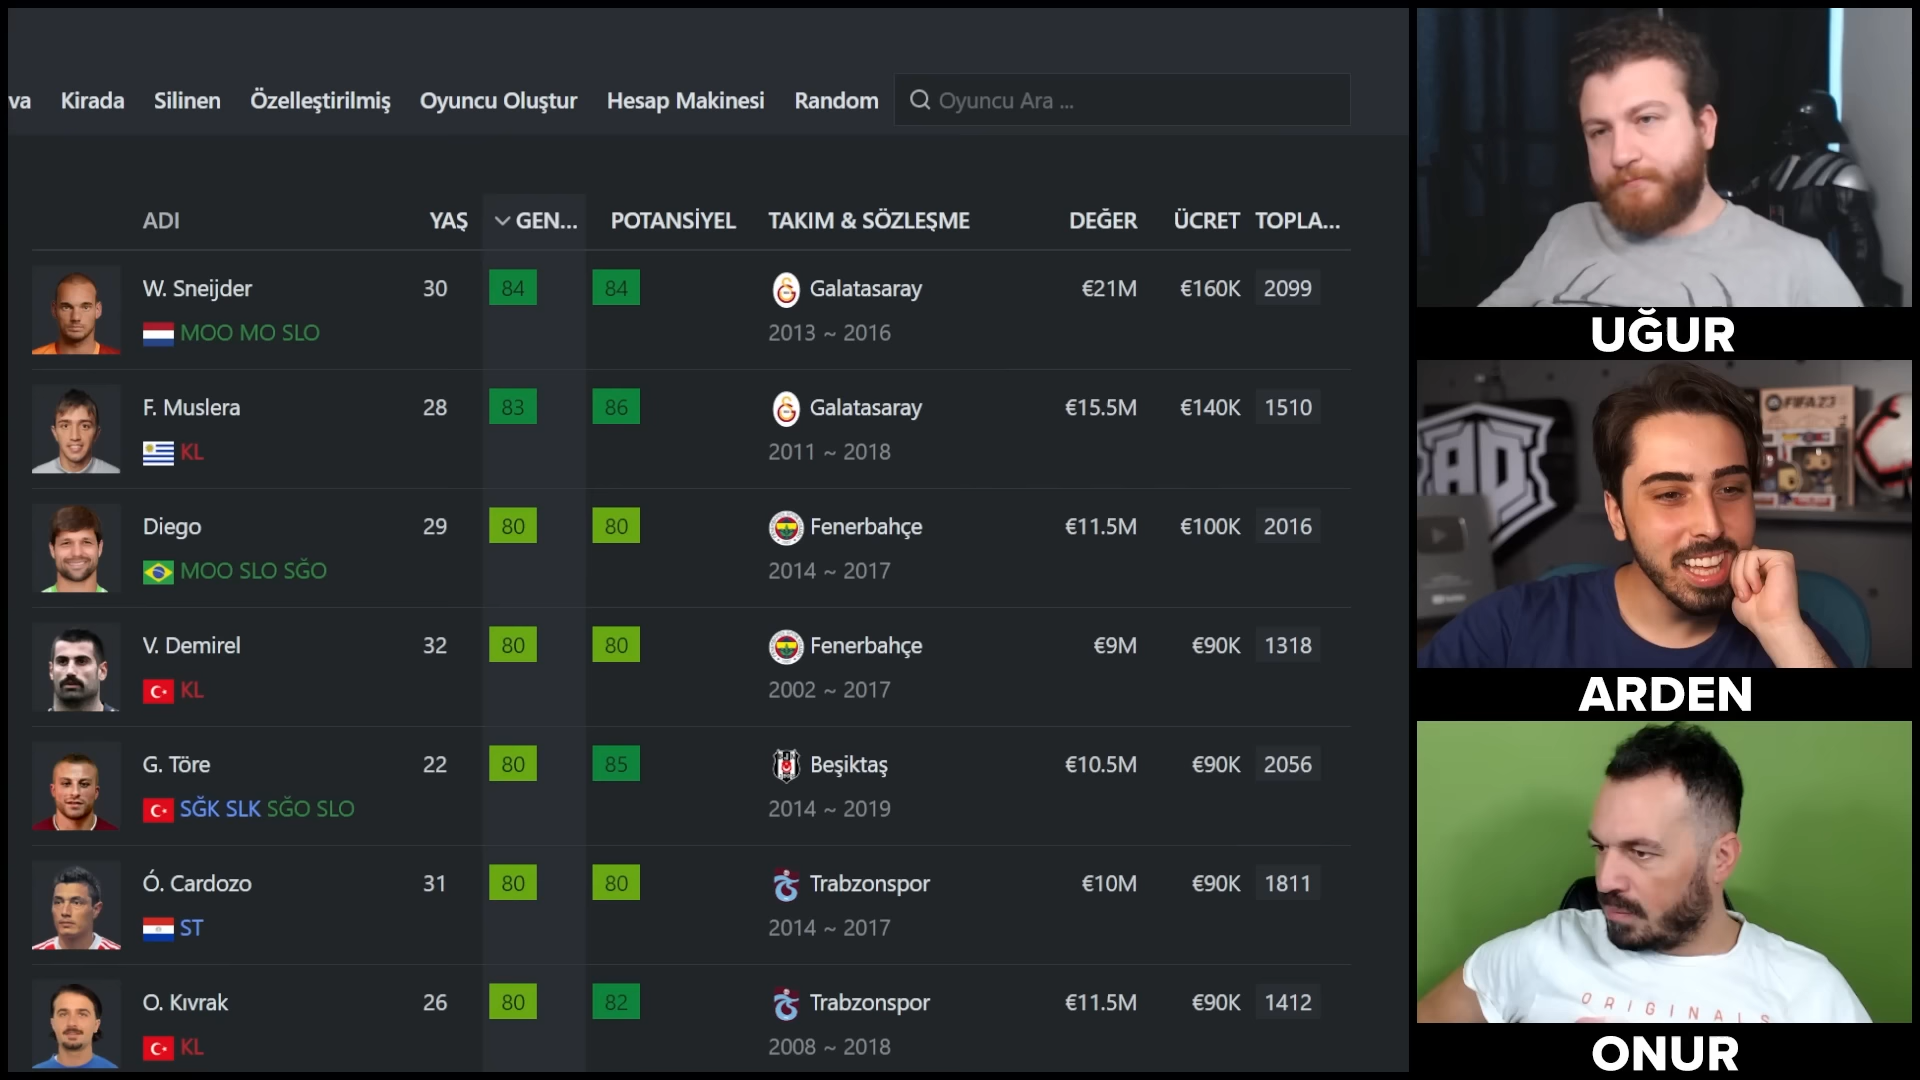 va Kirada Silinen Özelleştirilmiş Oyuncu Oluştur Hesap Makinesi Random Oyuncu Ara ...
ADI YAŞ GEN... POTANSİYEL TAKIM & SÖZLEŞME DEĞER ÜCRET TOPLA...
W. Sneijder 30 84 84 Galatasaray €21M €160K 2099
MOO MO SLO 2013 ~ 2016
F. Muslera 28 83 86 Galatasaray €15.5M €140K 1510
KL 2011 ~ 2018
Diego 29 80 80 Fenerbahçe €11.5M €100K 2016
MOO SLO SĞO 2014 ~ 2017
V. Demirel 32 80 80 Fenerbahçe €9M €90K 1318
KL 2002 ~ 2017
G. Töre 22 80 85 Beşiktaş €10.5M €90K 2056
SĞK SLK SĞO SLO 2014 ~ 2019
Ó. Cardozo 31 80 80 Trabzonspor €10M €90K 1811
ST 2014 ~ 2017
O. Kıvrak 26 80 82 Trabzonspor €11.5M €90K 1412
KL 2008 ~ 2018
UĞUR
FIFA23
AD
ARDEN
ORIGINALS
ONUR